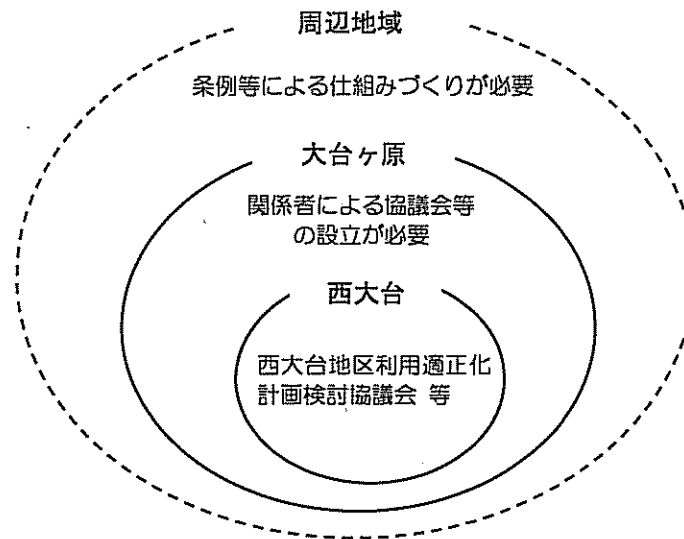 周辺地域
条例等による仕組みづくりが必要
大台ヶ原
関係者による協議会等
の設立が必要
西大台
西大台地区利用適正化
計画検討協議会 等